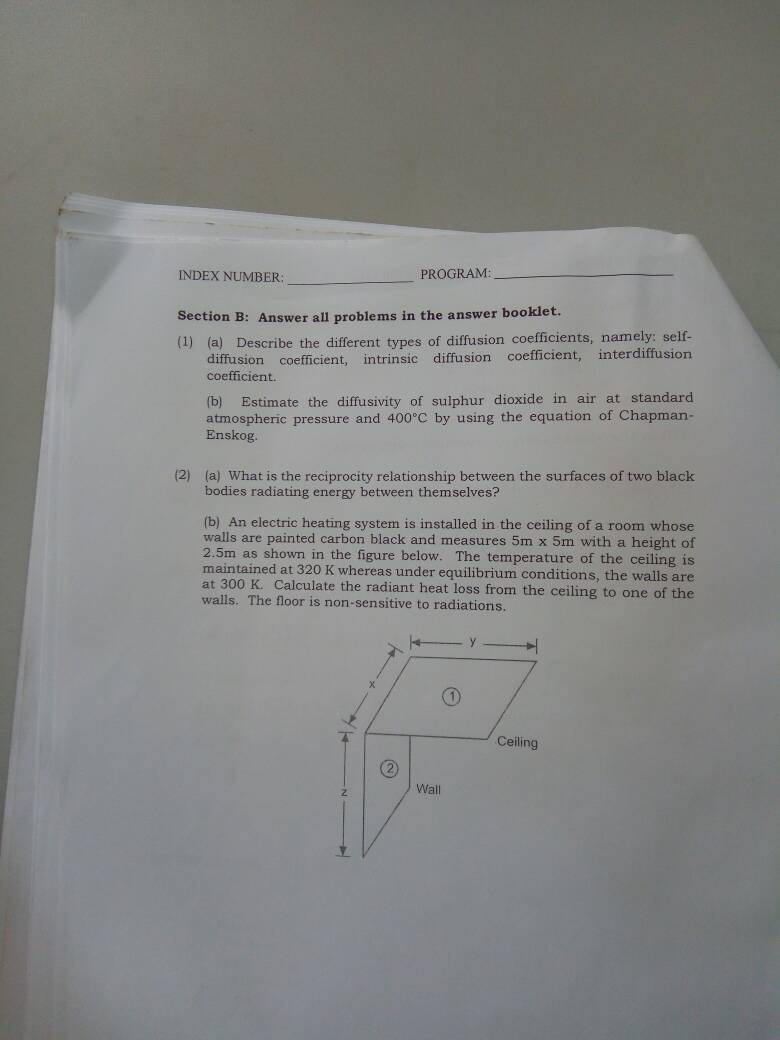 INDEX NUMBER: ____________ PROGRAM: ____________
Section B: Answer all problems in the answer booklet.
(1) (a) Describe the different types of diffusion coefficients, namely: self-
diffusion coefficient, intrinsic diffusion coefficient, interdiffusion
coefficient.
(b) Estimate the diffusivity of sulphur dioxide in air at standard
atmospheric pressure and 400°C by using the equation of Chapman-
Enskog.
(2) (a) What is the reciprocity relationship between the surfaces of two black
bodies radiating energy between themselves?
(b) An electric heating system is installed in the ceiling of a room whose
walls are painted carbon black and measures 5m x 5m with a height of
2.5m as shown in the figure below. The temperature of the ceiling is
maintained at 320 K whereas under equilibrium conditions, the walls are
at 300 K. Calculate the radiant heat loss from the ceiling to one of the
walls. The floor is non-sensitive to radiations.
y
x
1
Ceiling
2
z
Wall